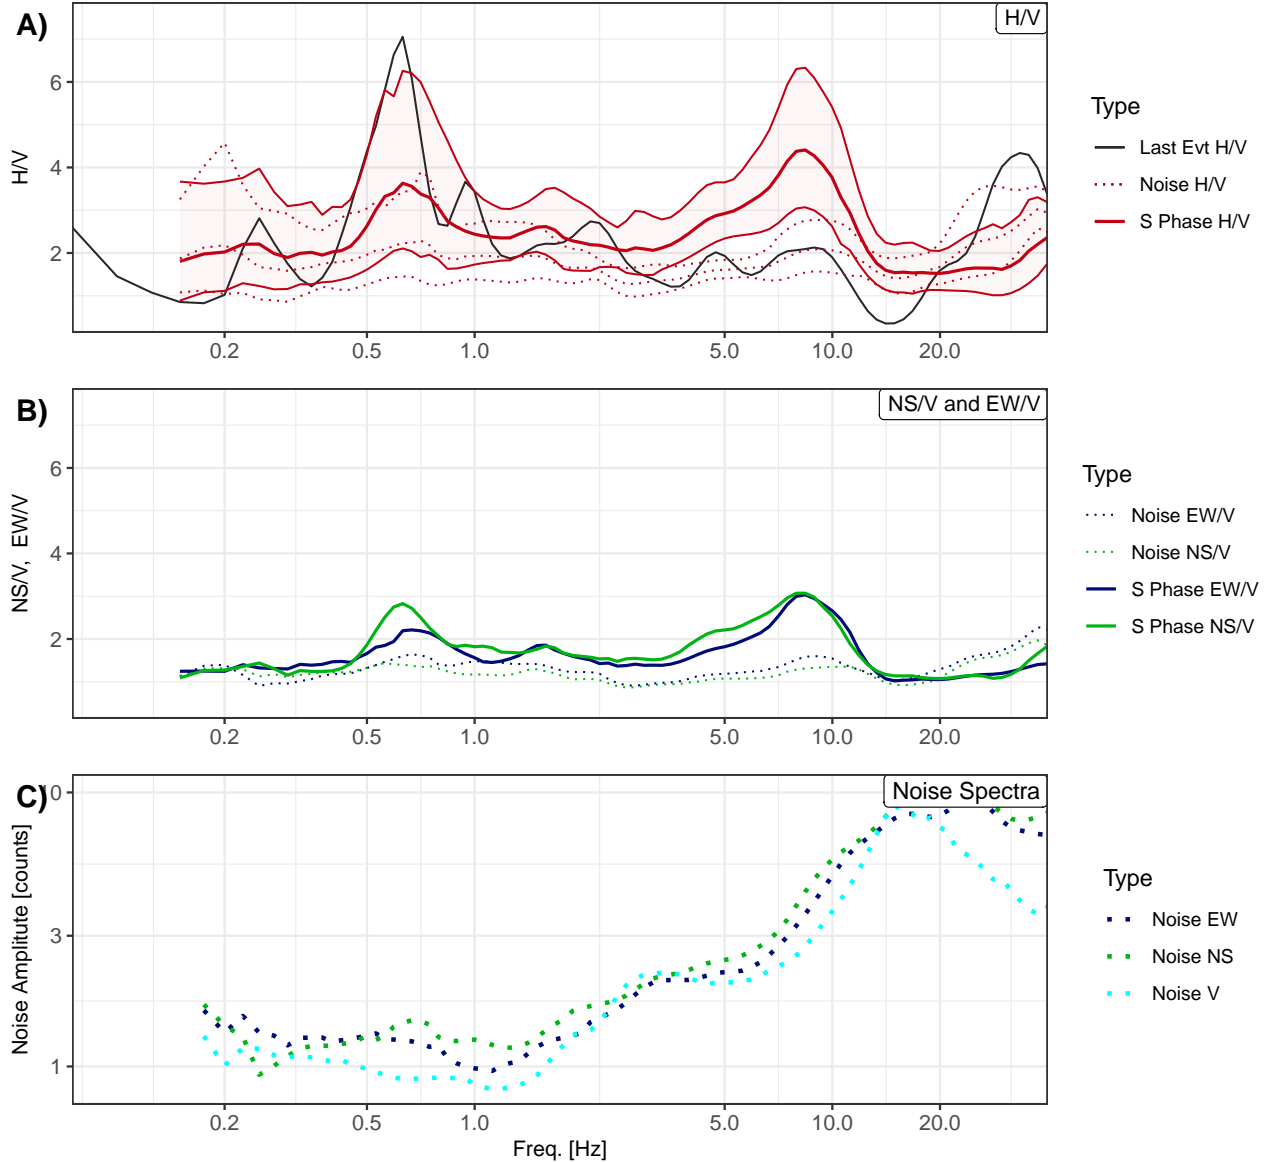 A)
H/V
H/V
6
4
2
0.2 0.5 1.0 5.0 10.0 20.0
Type
Last Evt H/V
Noise H/V
S Phase H/V
B)
NS/V and EW/V
NS/V, EW/V
6
4
2
0.2 0.5 1.0 5.0 10.0 20.0
Type
Noise EW/V
Noise NS/V
S Phase EW/V
S Phase NS/V
C)
Noise Spectra
Noise Amplitute [counts]
10
3
1
0.2 0.5 1.0 5.0 10.0 20.0
Freq. [Hz]
Type
Noise EW
Noise NS
Noise V